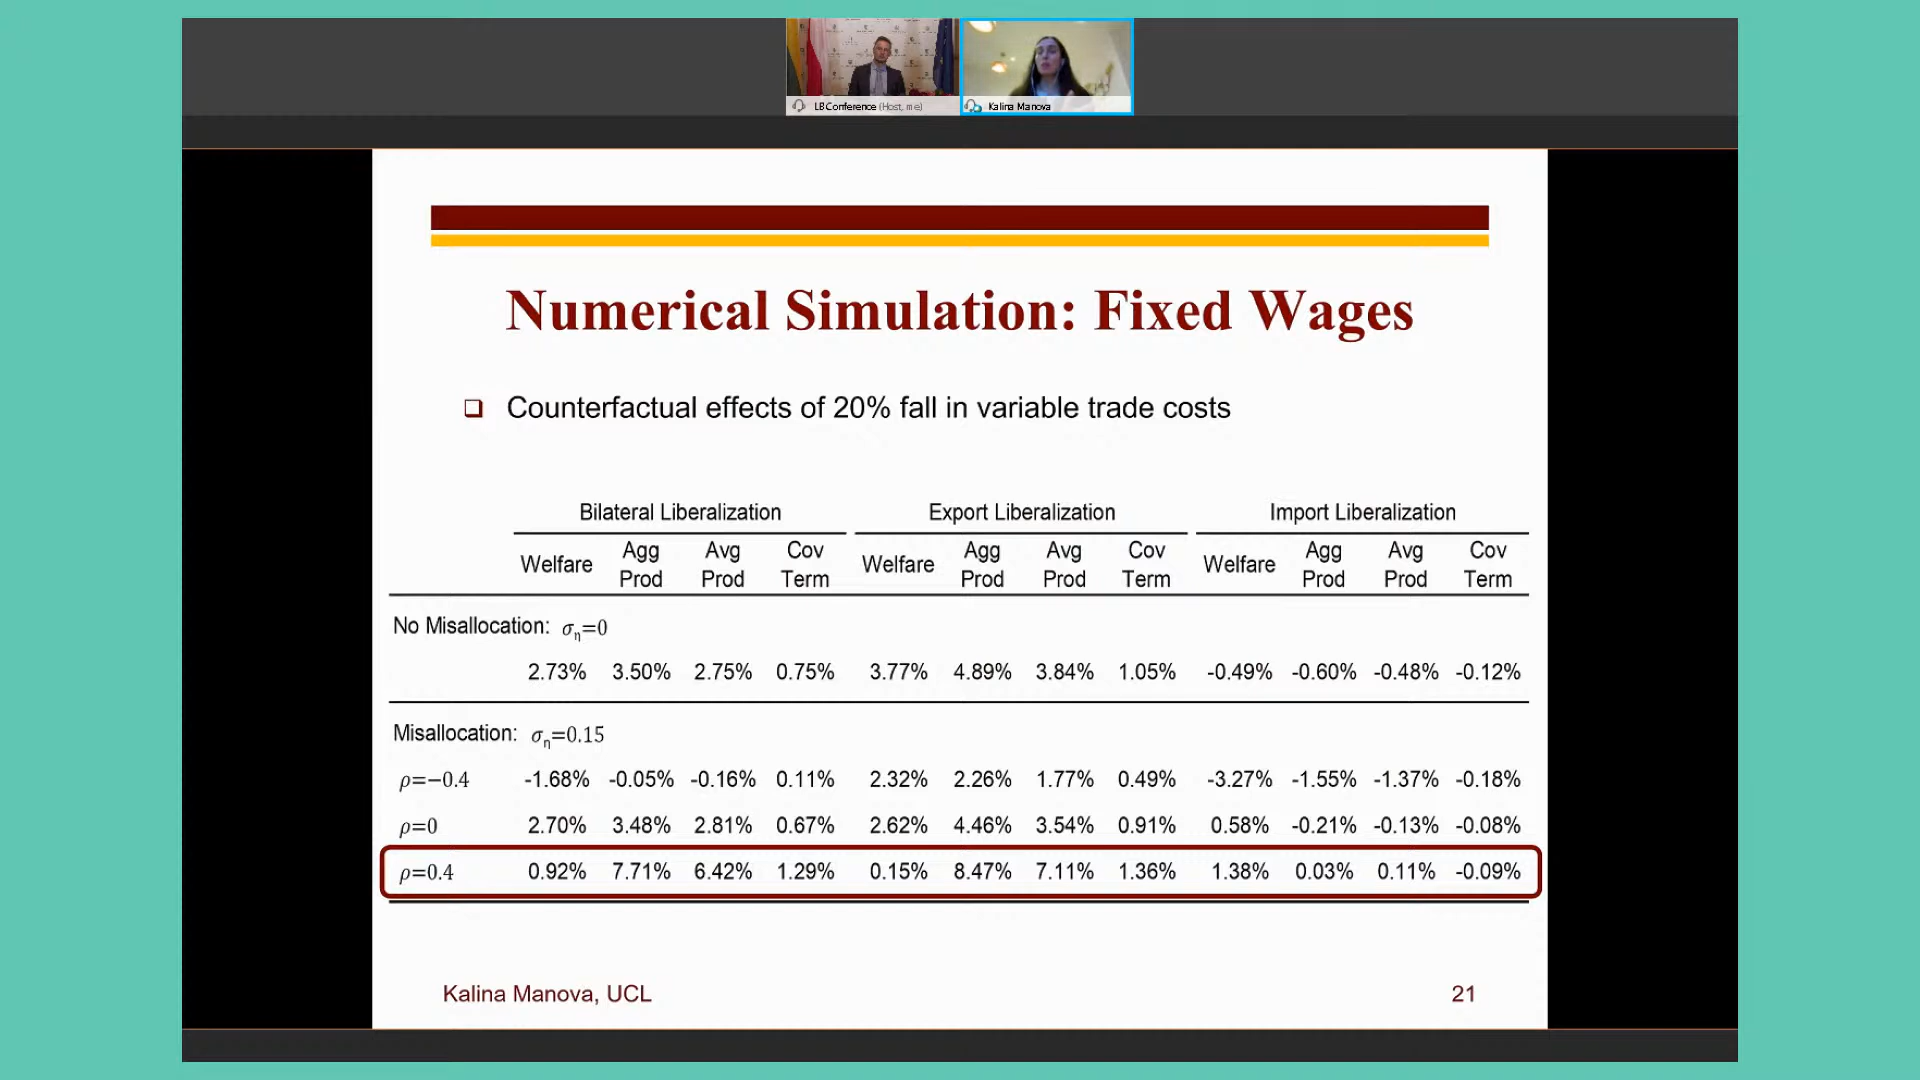 LB Conference (Host, me)
Kalina Manova
Numerical Simulation: Fixed Wages
Counterfactual effects of 20% fall in variable trade costs
Bilateral Liberalization Export Liberalization Import Liberalization
Welfare Agg Prod Avg Prod Cov Term Welfare Agg Prod Avg Prod Cov Term Welfare Agg Prod Avg Prod Cov Term
No Misallocation: ση=0
2.73% 3.50% 2.75% 0.75% 3.77% 4.89% 3.84% 1.05% -0.49% -0.60% -0.48% -0.12%
Misallocation: ση=0.15
ρ=−0.4 -1.68% -0.05% -0.16% 0.11% 2.32% 2.26% 1.77% 0.49% -3.27% -1.55% -1.37% -0.18%
ρ=0 2.70% 3.48% 2.81% 0.67% 2.62% 4.46% 3.54% 0.91% 0.58% -0.21% -0.13% -0.08%
ρ=0.4 0.92% 7.71% 6.42% 1.29% 0.15% 8.47% 7.11% 1.36% 1.38% 0.03% 0.11% -0.09%
Kalina Manova, UCL 21